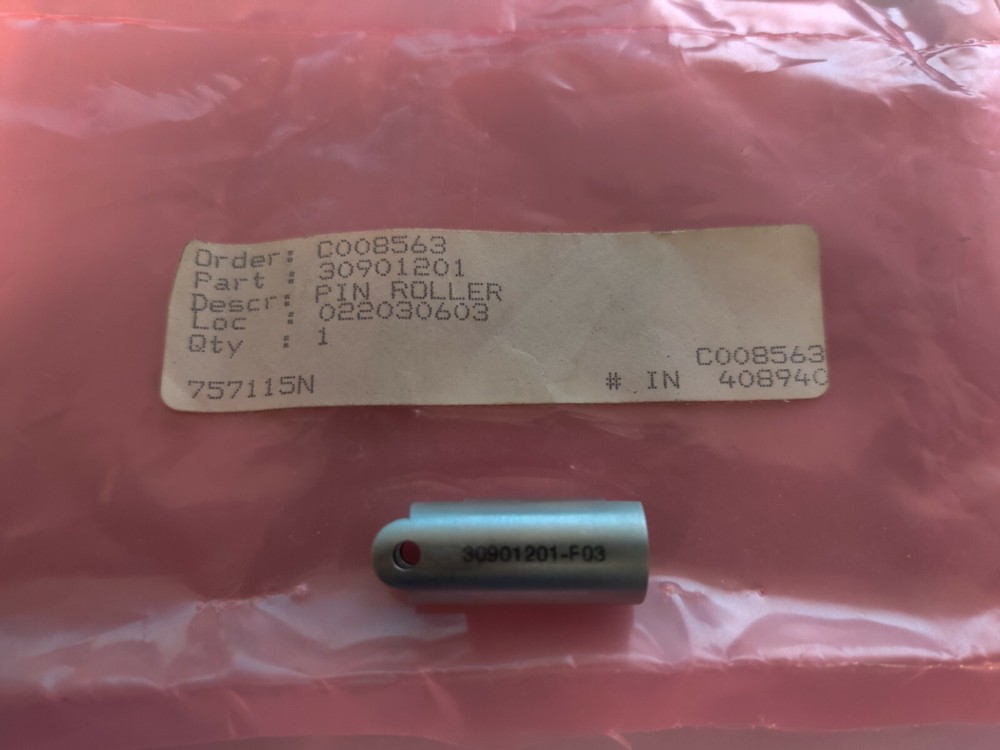 Order: C008563
Part : 30901201
Descr: PIN ROLLER
Loc : 022030603
Qty : 1
C008563
757115N # IN 408940
30901201-F03